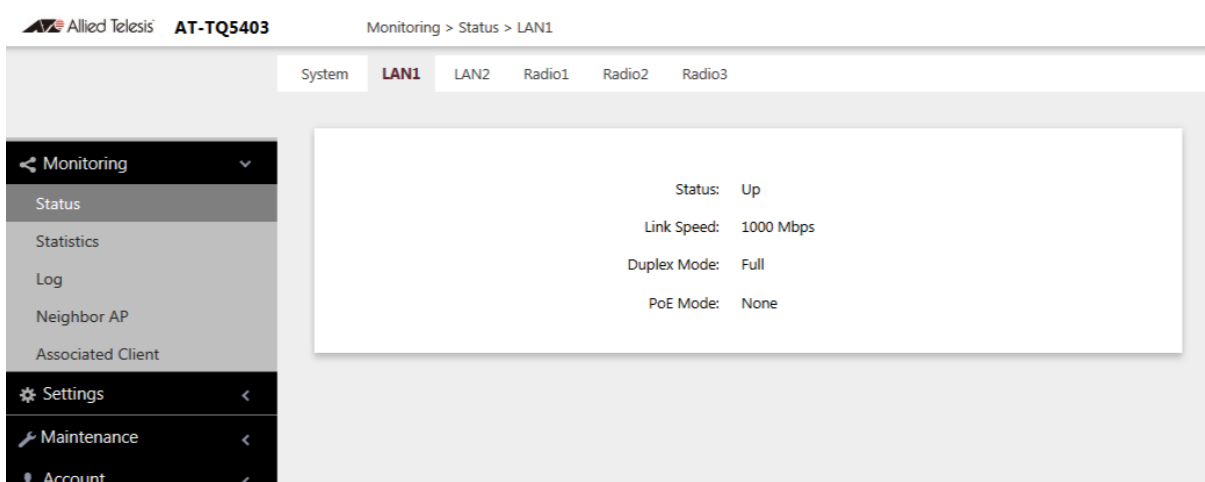 Allied Telesis AT-TQ5403 Monitoring > Status > LAN1
System LAN1 LAN2 Radio1 Radio2 Radio3
Monitoring
Status
Statistics
Log
Neighbor AP
Associated Client
Settings
Maintenance
Account
Status: Up
Link Speed: 1000 Mbps
Duplex Mode: Full
PoE Mode: None